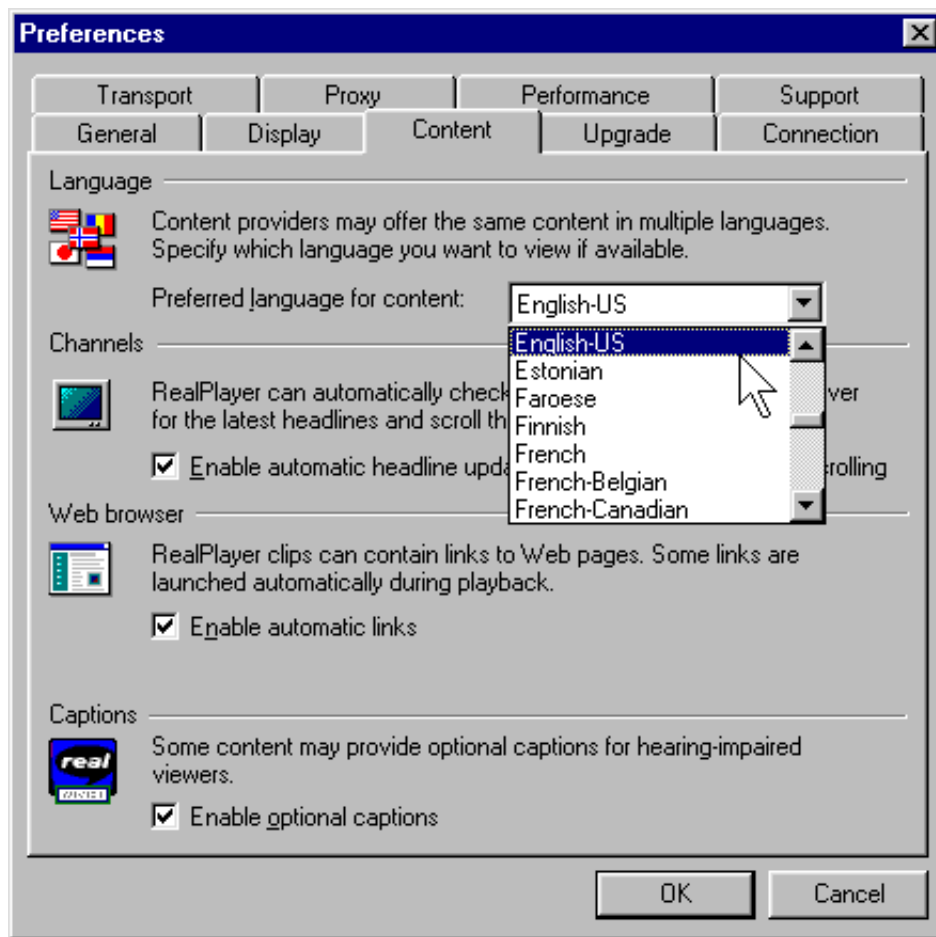 Preferences
Transport Proxy Performance Support
General Display Content Upgrade Connection
Language
Content providers may offer the same content in multiple languages.
Specify which language you want to view if available.
Preferred language for content: English-US
English-US
Estonian
Faroese
Finnish
French
French-Belgian
French-Canadian
Channels
RealPlayer can automatically check ver
for the latest headlines and scroll th
Enable automatic headline upda rolling
Web browser
RealPlayer clips can contain links to Web pages. Some links are
launched automatically during playback.
Enable automatic links
Captions
real
Some content may provide optional captions for hearing-impaired
viewers.
Enable optional captions
OK Cancel